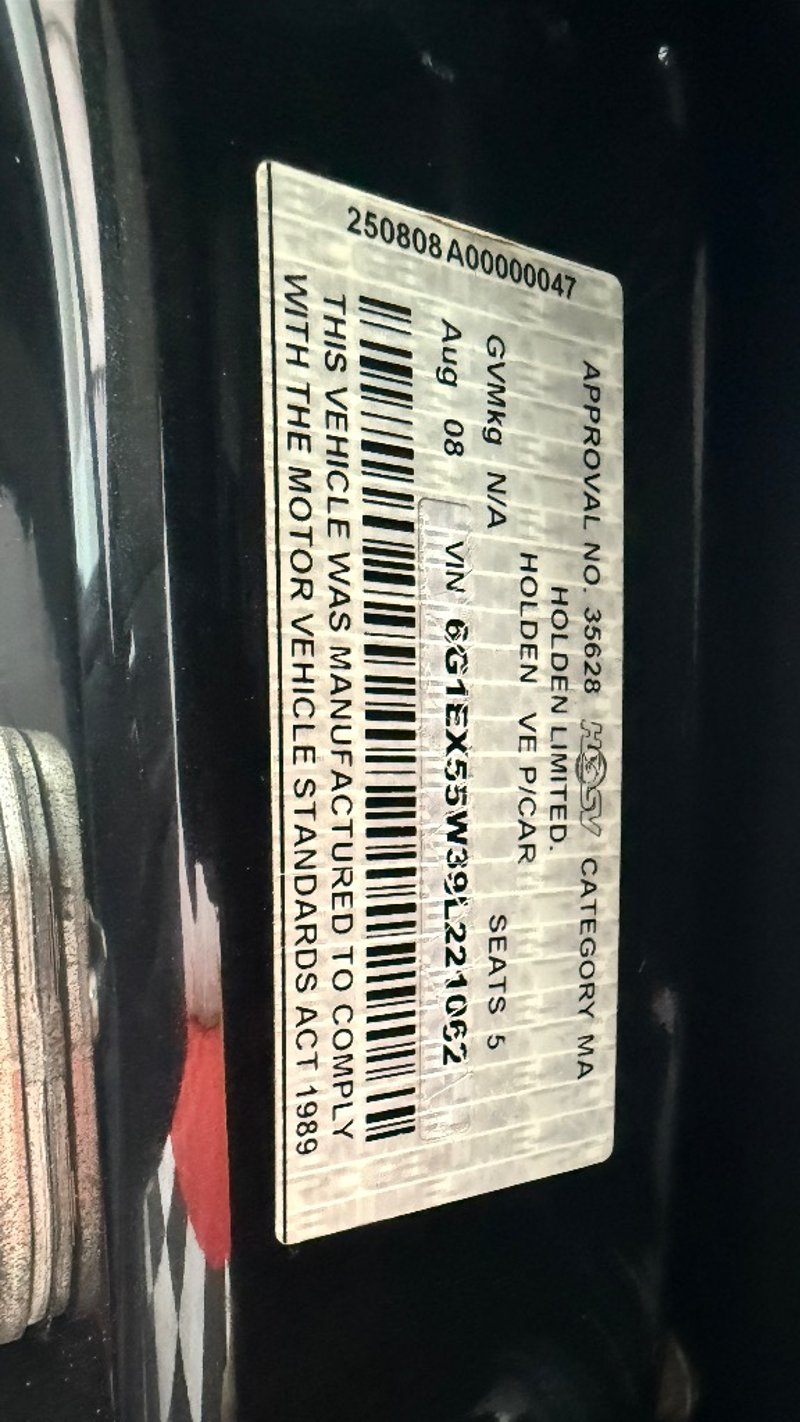 250808A00000047
APPROVAL NO. 35628 HSV CATEGORY MA
HOLDEN LIMITED.
HOLDEN VE P/CAR
GVMkg N/A SEATS 5
Aug 08 VIN 6G1EX55W39L221062
THIS VEHICLE WAS MANUFACTURED TO COMPLY
WITH THE MOTOR VEHICLE STANDARDS ACT 1989